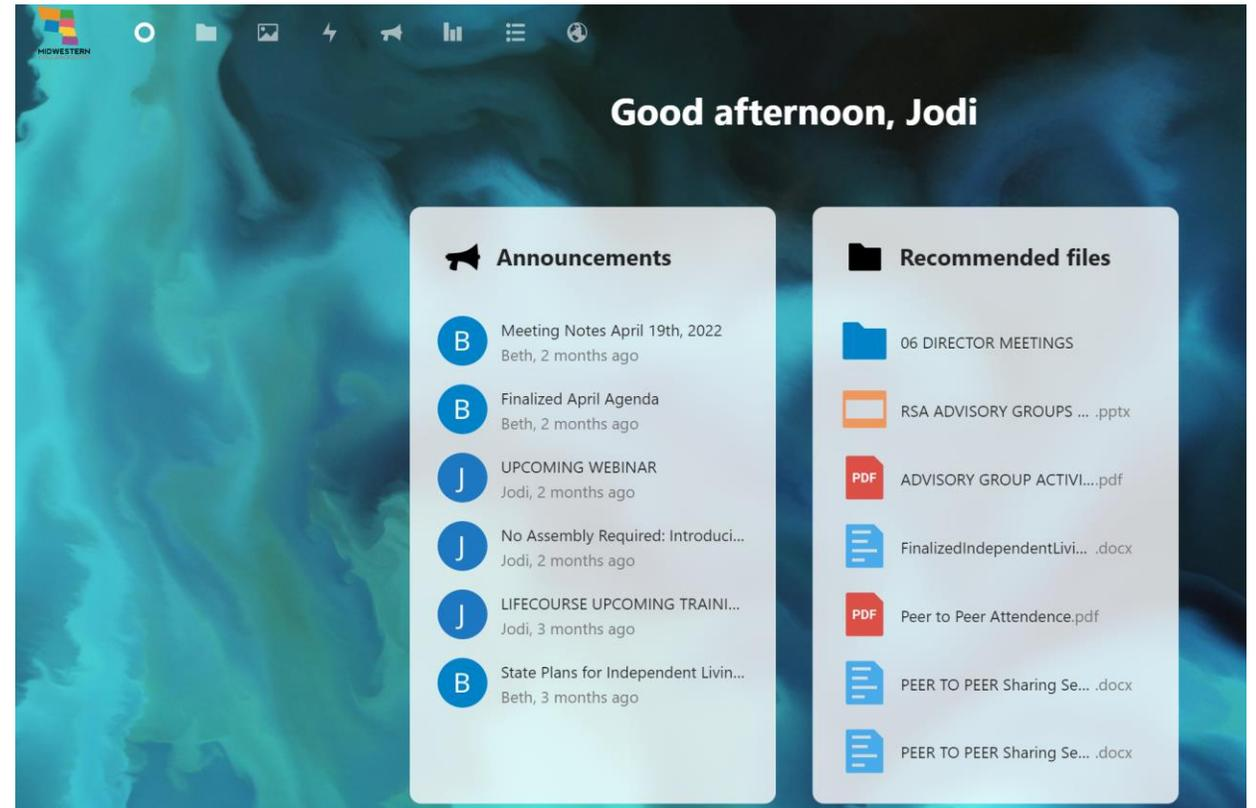 MIDWESTERN
Good afternoon, Jodi
Announcements
B
Meeting Notes April 19th, 2022
Beth, 2 months ago
B
Finalized April Agenda
Beth, 2 months ago
J
UPCOMING WEBINAR
Jodi, 2 months ago
J
No Assembly Required: Introduci...
Jodi, 2 months ago
J
LIFECOURSE UPCOMING TRAINI...
Jodi, 3 months ago
B
State Plans for Independent Livin...
Beth, 3 months ago
Recommended files
06 DIRECTOR MEETINGS
RSA ADVISORY GROUPS ... .pptx
PDF
ADVISORY GROUP ACTIVI....pdf
FinalizedIndependentLivi... .docx
PDF
Peer to Peer Attendence.pdf
PEER TO PEER Sharing Se... .docx
PEER TO PEER Sharing Se... .docx